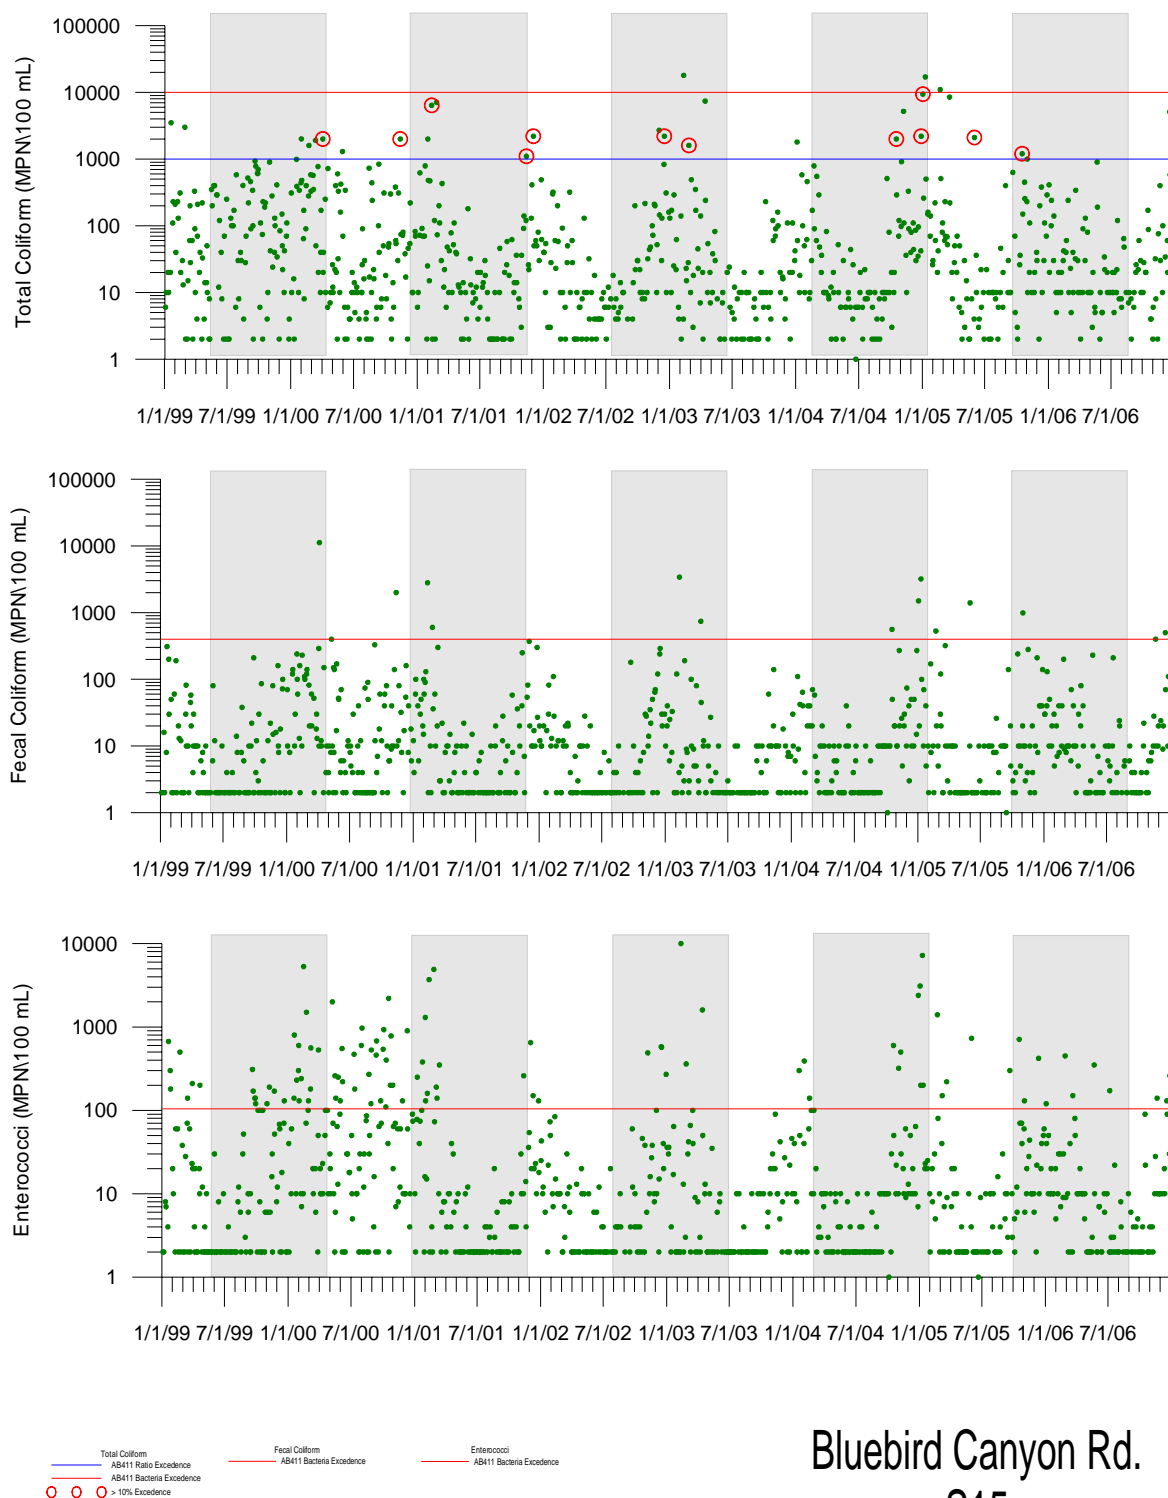 Total Coliform (MPN\100 mL)
100000
10000
1000
100
10
1
1/1/99 7/1/99 1/1/00 7/1/00 1/1/01 7/1/01 1/1/02 7/1/02 1/1/03 7/1/03 1/1/04 7/1/04 1/1/05 7/1/05 1/1/06 7/1/06
Fecal Coliform (MPN\100 mL)
100000
10000
1000
100
10
1
1/1/99 7/1/99 1/1/00 7/1/00 1/1/01 7/1/01 1/1/02 7/1/02 1/1/03 7/1/03 1/1/04 7/1/04 1/1/05 7/1/05 1/1/06 7/1/06
Enterococci (MPN\100 mL)
10000
1000
100
10
1
1/1/99 7/1/99 1/1/00 7/1/00 1/1/01 7/1/01 1/1/02 7/1/02 1/1/03 7/1/03 1/1/04 7/1/04 1/1/05 7/1/05 1/1/06 7/1/06
Total Coliform
AB411 Ratio Excedence
AB411 Bacteria Excedence
> 10% Excedence
Fecal Coliform
AB411 Bacteria Excedence
Enterococci
AB411 Bacteria Excedence
Bluebird Canyon Rd.